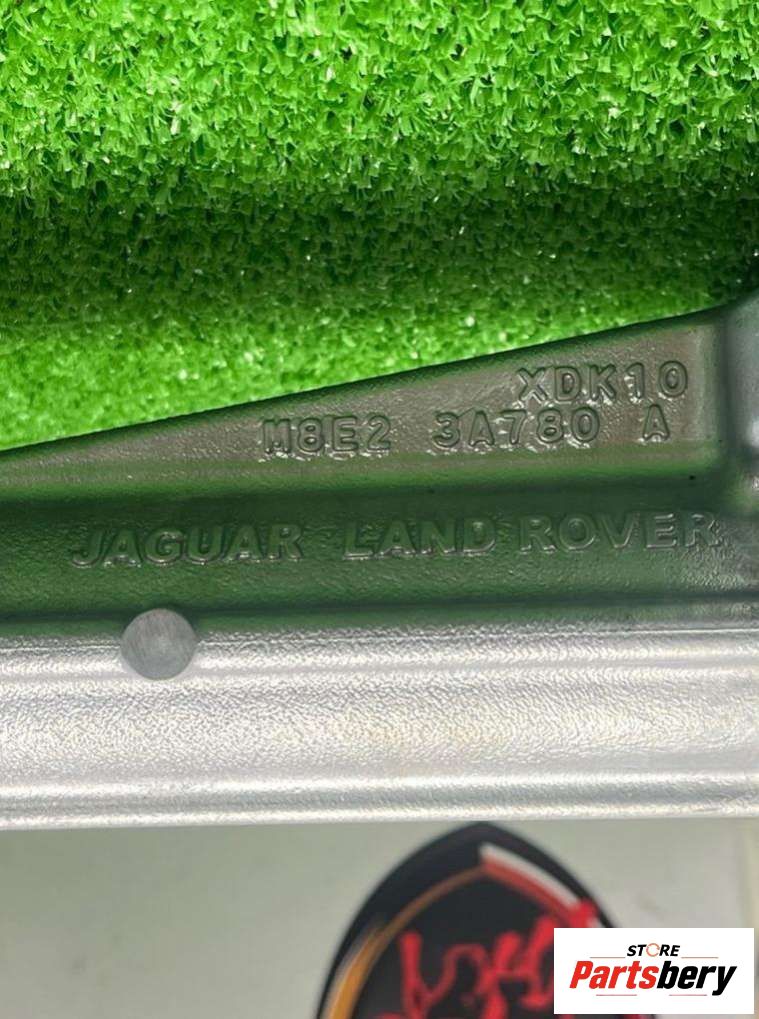 XDK10
M8E2 3A780 A
JAGUAR LAND ROVER
STORE
Partsbery